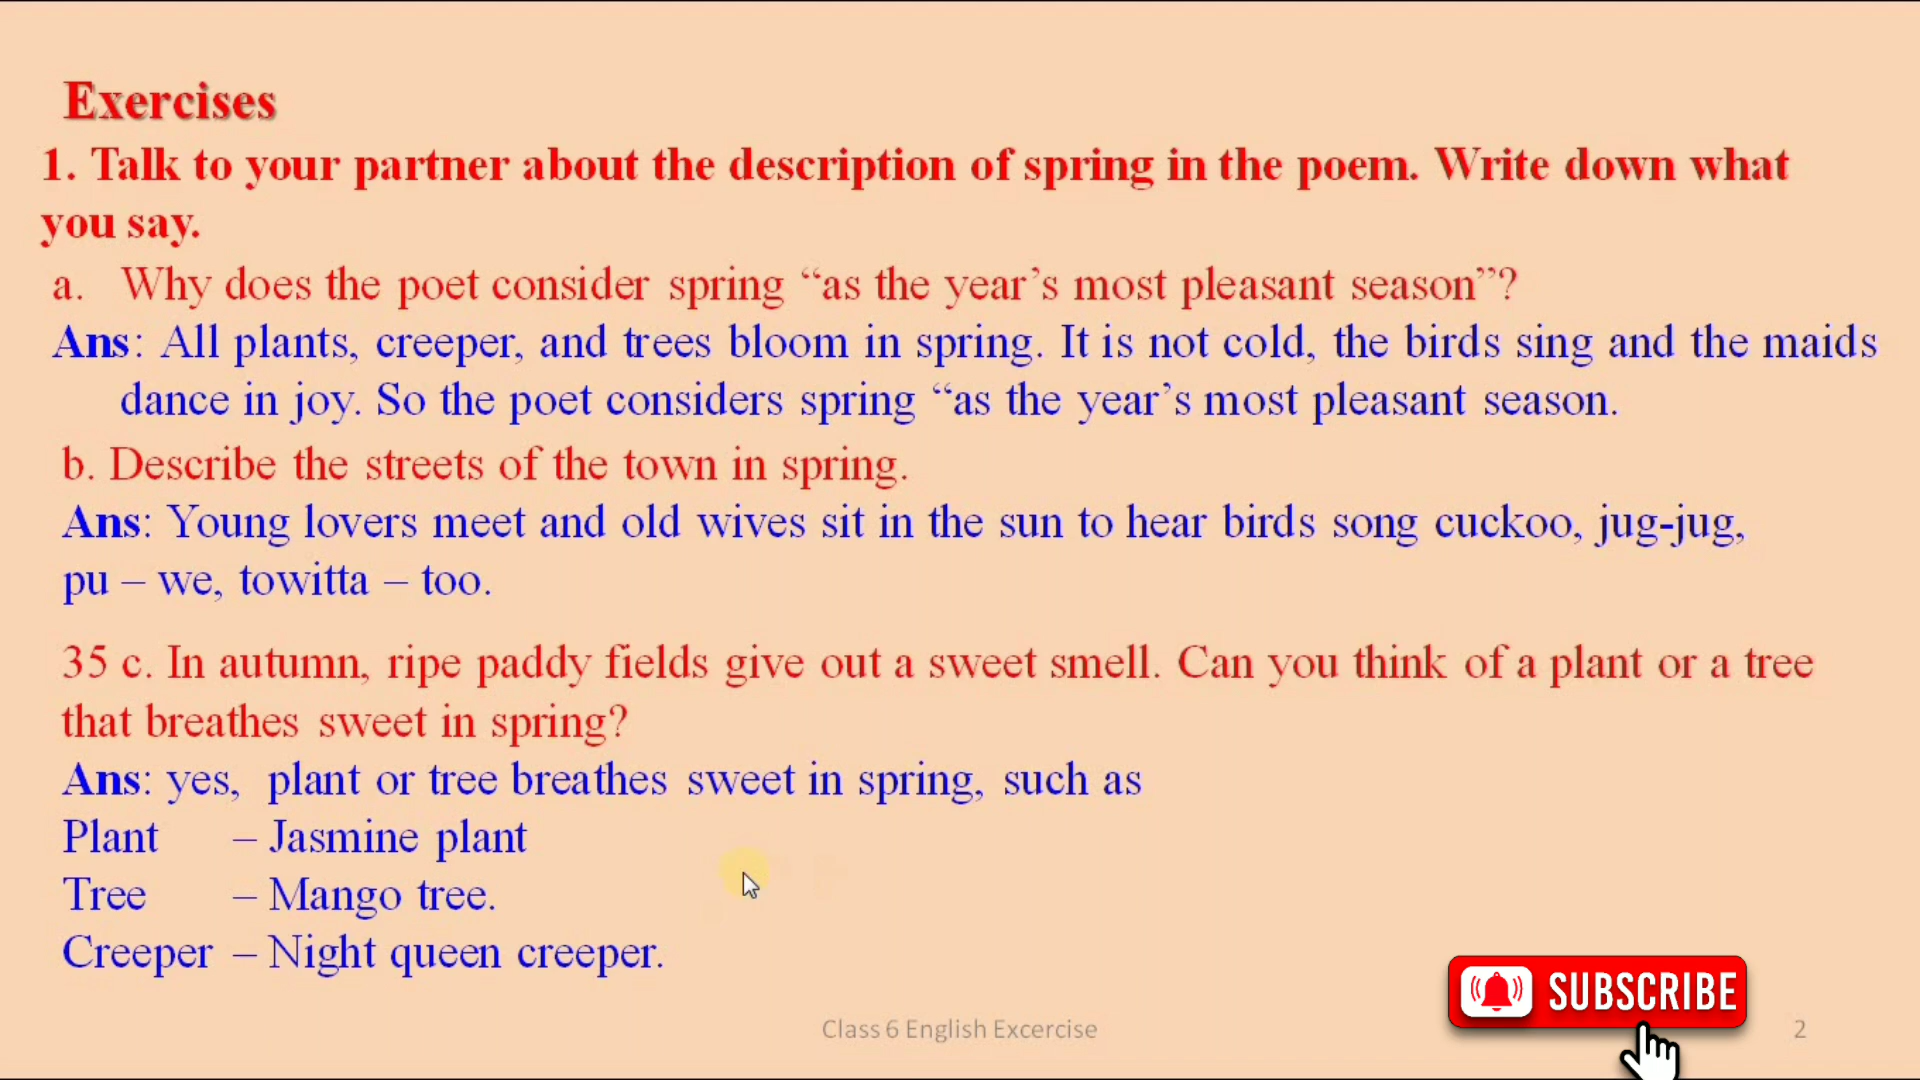 Exercises
1. Talk to your partner about the description of spring in the poem. Write down what
you say.
a. Why does the poet consider spring “as the year’s most pleasant season”?
Ans: All plants, creeper, and trees bloom in spring. It is not cold, the birds sing and the maids
dance in joy. So the poet considers spring “as the year’s most pleasant season.
b. Describe the streets of the town in spring.
Ans: Young lovers meet and old wives sit in the sun to hear birds song cuckoo, jug-jug,
pu – we, towitta – too.
35 c. In autumn, ripe paddy fields give out a sweet smell. Can you think of a plant or a tree
that breathes sweet in spring?
Ans: yes, plant or tree breathes sweet in spring, such as
Plant – Jasmine plant
Tree – Mango tree.
Creeper – Night queen creeper.
SUBSCRIBE
Class 6 English Excercise
2